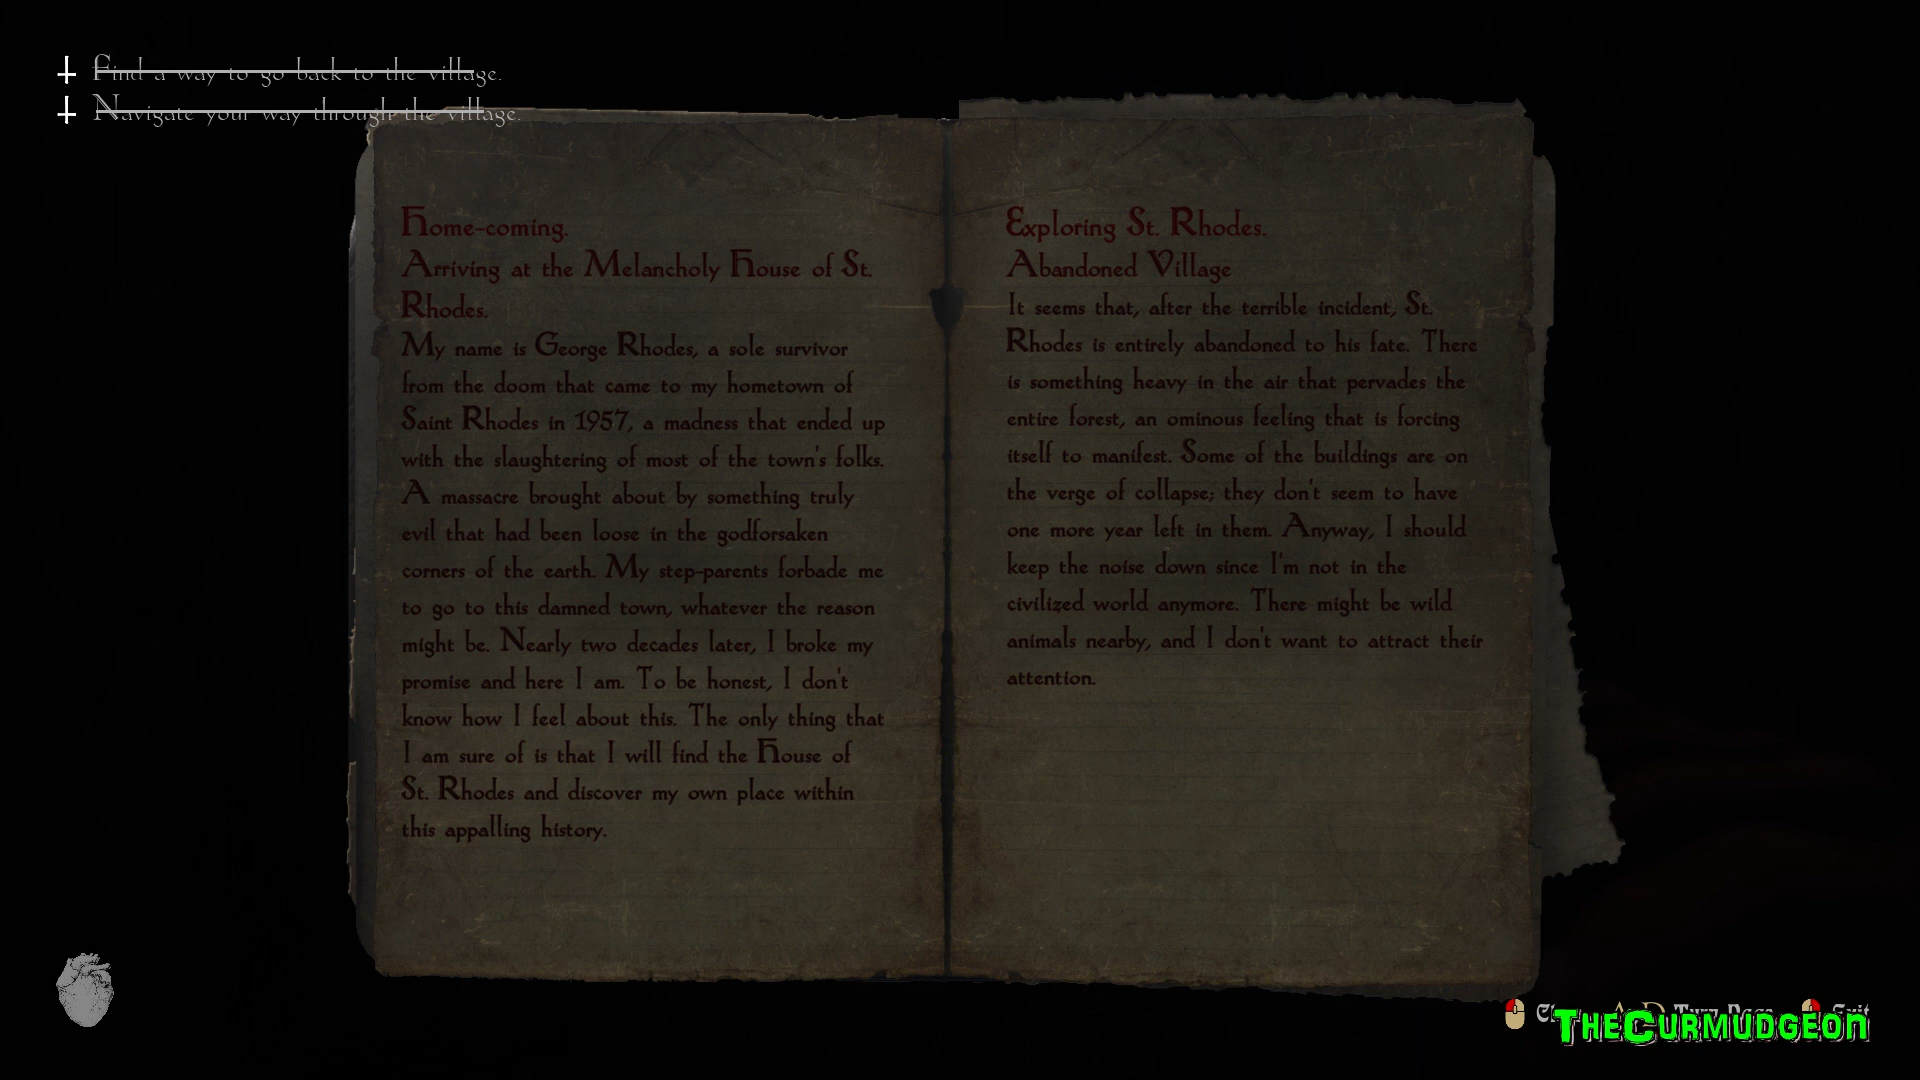 Find a way to go back to the village.
Navigate your way through the village.
Home-coming.
Arriving at the Melancholy House of St.
Rhodes.
My name is George Rhodes, a sole survivor
from the doom that came to my hometown of
Saint Rhodes in 1957, a madness that ended up
with the slaughtering of most of the town's folks.
A massacre brought about by something truly
evil that had been loose in the godforsaken
corners of the earth. My step-parents forbade me
to go to this damned town, whatever the reason
might be. Nearly two decades later, I broke my
promise and here I am. To be honest, I don't
know how I feel about this. The only thing that
I am sure of is that I will find the House of
St. Rhodes and discover my own place within
this appalling history.
Exploring St. Rhodes.
Abandoned Village
It seems that, after the terrible incident, St.
Rhodes is entirely abandoned to his fate. There
is something heavy in the air that pervades the
entire forest, an ominous feeling that is forcing
itself to manifest. Some of the buildings are on
the verge of collapse; they don't seem to have
one more year left in them. Anyway, I should
keep the noise down since I'm not in the
civilized world anymore. There might be wild
animals nearby, and I don't want to attract their
attention.
Turn Page Exit
TheCurmudgeon